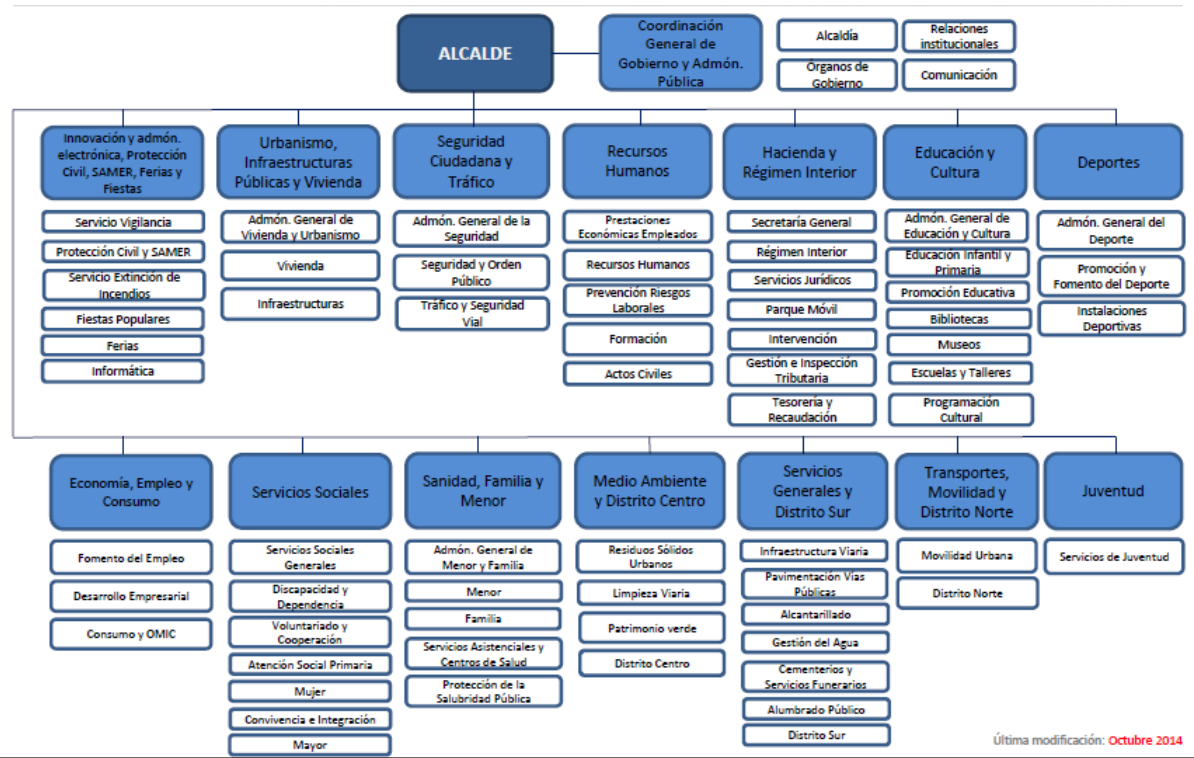 ALCALDE
Coordinación
General de
Gobierno y Admón.
Pública
Alcaldía
Relaciones
institucionales
Órganos de
Gobierno
Comunicación
Innovación y admón.
electrónica, Protección
Civil, SAMER, Ferias y
Fiestas
Servicio Vigilancia
Protección Civil y SAMER
Servicio Extinción de
Incendios
Fiestas Populares
Ferias
Informática
Urbanismo,
Infraestructuras
Públicas y Vivienda
Admón. General de
Vivienda y Urbanismo
Vivienda
Infraestructuras
Seguridad
Ciudadana y
Tráfico
Admón. General de la
Seguridad
Seguridad y Orden
Público
Tráfico y Seguridad
Vial
Recursos
Humanos
Prestaciones
Económicas Empleados
Recursos Humanos
Prevención Riesgos
Laborales
Formación
Actos Civiles
Hacienda y
Régimen Interior
Secretaría General
Régimen Interior
Servicios Jurídicos
Parque Móvil
Intervención
Gestión e Inspección
Tributaria
Tesorería y
Recaudación
Educación y
Cultura
Admón. General de
Educación y Cultura
Educación Infantil y
Primaria
Promoción Educativa
Bibliotecas
Museos
Escuelas y Talleres
Programación
Cultural
Deportes
Admón. General del
Deporte
Promoción y
Fomento del Deporte
Instalaciones
Deportivas
Economía, Empleo y
Consumo
Fomento del Empleo
Desarrollo Empresarial
Consumo y OMIC
Servicios Sociales
Servicios Sociales
Generales
Discapacidad y
Dependencia
Voluntariado y
Cooperación
Atención Social Primaria
Mujer
Convivencia e Integración
Mayor
Sanidad, Familia y
Menor
Admón. General de
Menor y Familia
Menor
Familia
Servicios Asistenciales y
Centros de Salud
Protección de la
Salubridad Pública
Medio Ambiente
y Distrito Centro
Residuos Sólidos
Urbanos
Limpieza Viaria
Patrimonio verde
Distrito Centro
Servicios
Generales y
Distrito Sur
Infraestructura Viaria
Pavimentación Vías
Públicas
Alcantarillado
Gestión del Agua
Cementerios y
Servicios Funerarios
Alumbrado Público
Distrito Sur
Transportes,
Movilidad y
Distrito Norte
Movilidad Urbana
Distrito Norte
Juventud
Servicios de Juventud
Última modificación: Octubre 2014